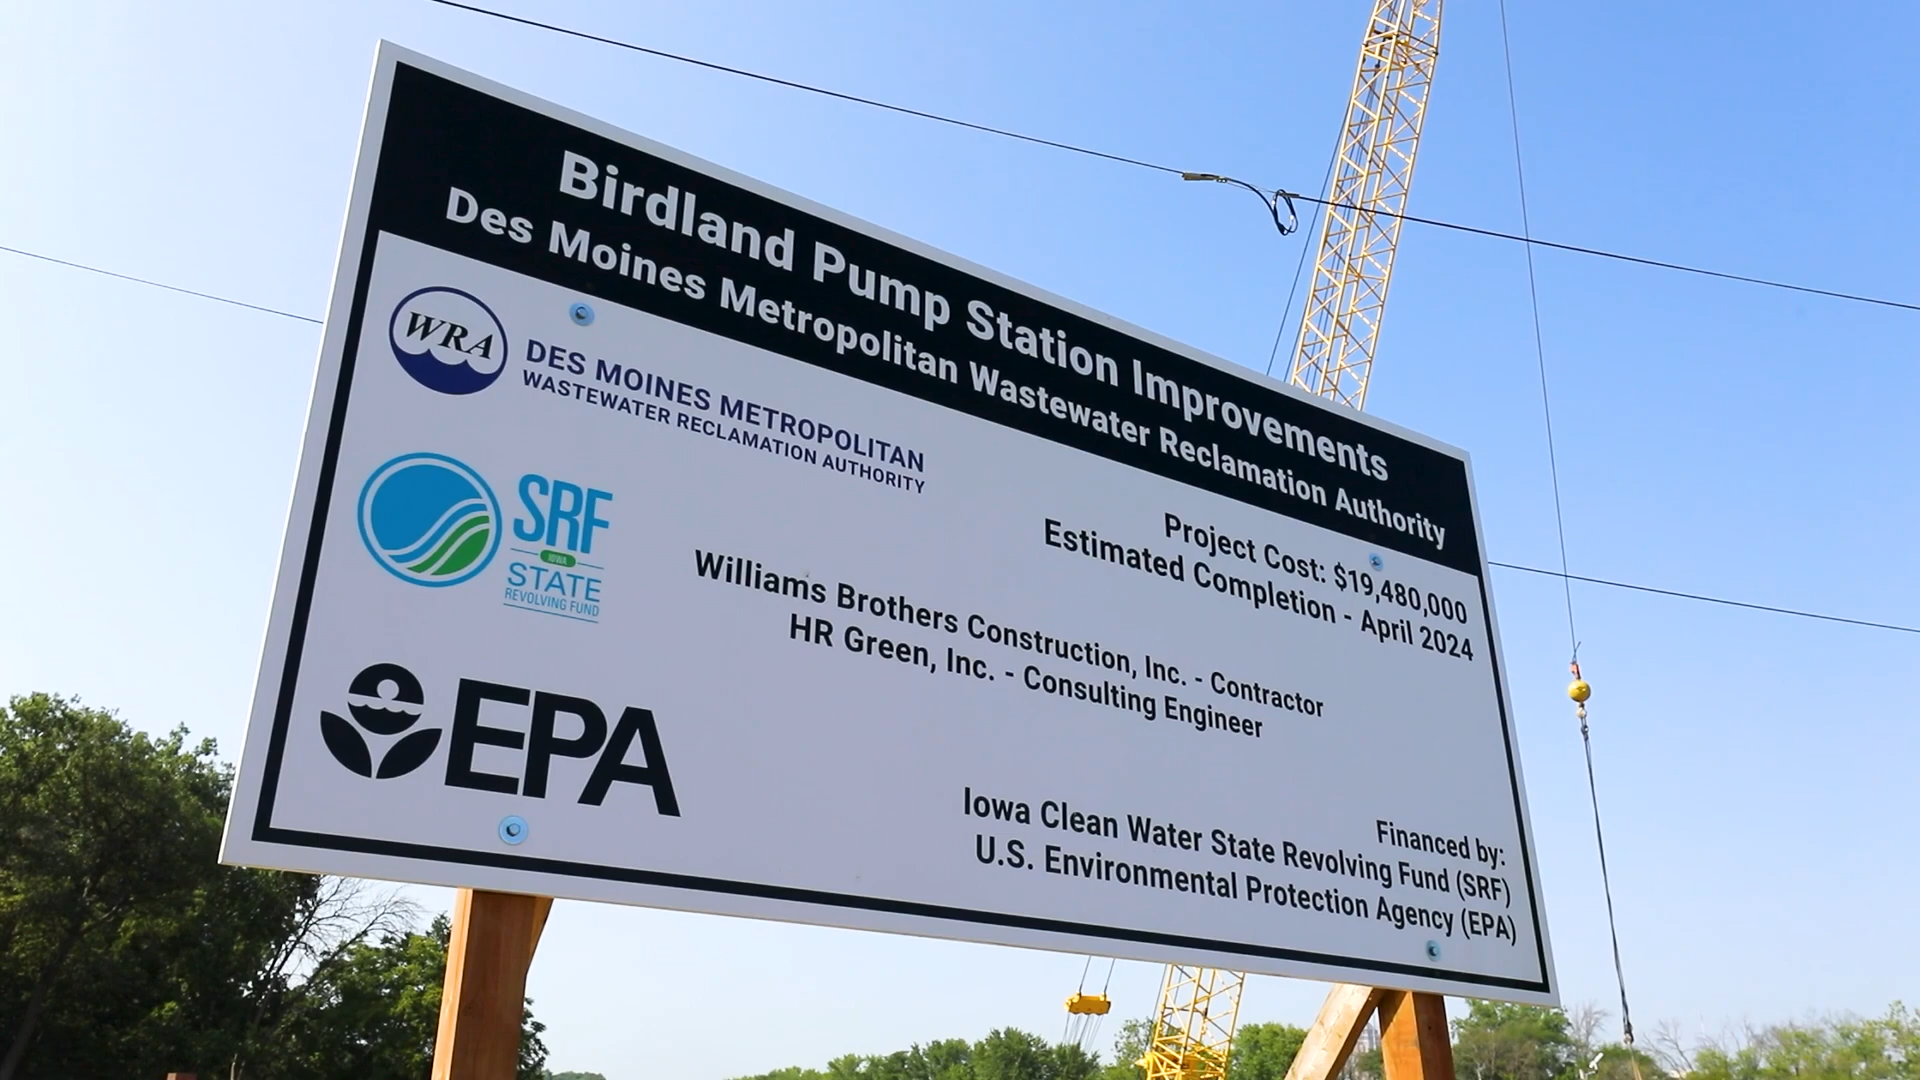 Birdland Pump Station Improvements
Des Moines Metropolitan Wastewater Reclamation Authority
WRA
DES MOINES METROPOLITAN
WASTEWATER RECLAMATION AUTHORITY
Project Cost: $19,480,000
Estimated Completion - April 2024
SRF
IOWA
STATE
REVOLVING FUND
Williams Brothers Construction, Inc. - Contractor
HR Green, Inc. - Consulting Engineer
EPA
Financed by:
Iowa Clean Water State Revolving Fund (SRF)
U.S. Environmental Protection Agency (EPA)